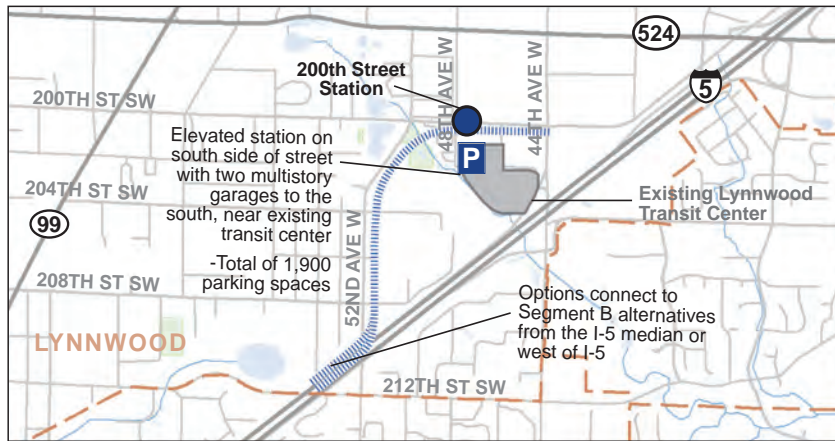 524
48TH AVE W
44TH AVE W
5
200th Street
Station
200TH ST SW
P
Elevated station on
south side of street
with two multistory
garages to the
south, near existing
transit center
-Total of 1,900
parking spaces
204TH ST SW
99
52ND AVE W
Existing Lynnwood
Transit Center
208TH ST SW
Options connect to
Segment B alternatives
from the I-5 median or
west of I-5
LYNNWOOD
212TH ST SW